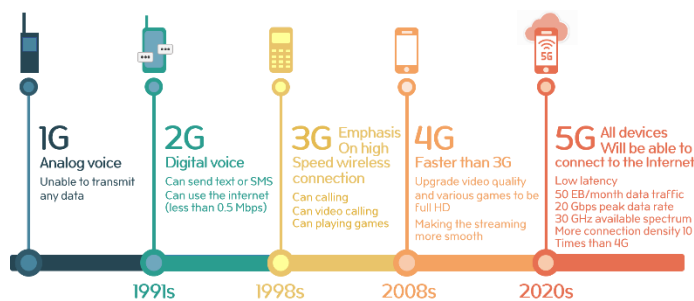 1G
Analog voice
Unable to transmit
any data
2G
Digital voice
Can send text or SMS
Can use the internet
(less than 0.5 Mbps)
3G Emphasis
On high
Speed wireless
connection
Can calling
Can video calling
Can playing games
4G
Faster than 3G
Upgrade video quality
and various games to be
full HD
Making the streaming
more smooth
5G
5G All devices
Will be able to
connect to the Internet
Low latency
50 EB/month data traffic
20 Gbps peak data rate
30 GHz available spectrum
More connection density 10
Times than 4G
1991s
1998s
2008s
2020s